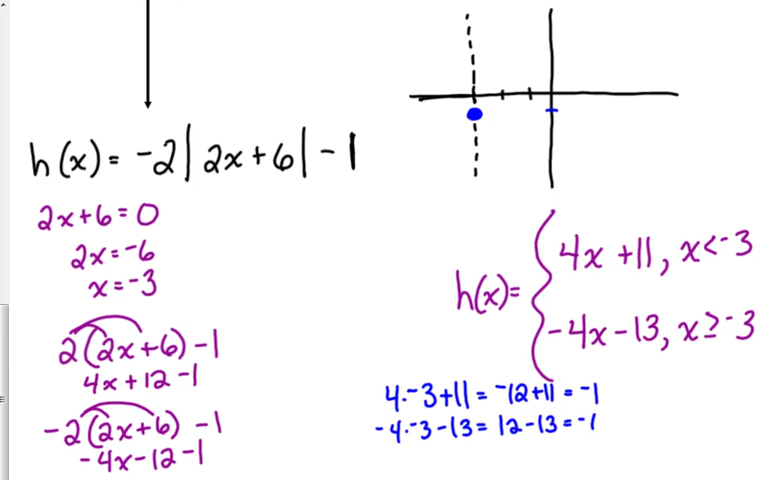 h(x) = -2|2x+6| - 1
2x+6 = 0
2x = -6
x = -3
2(2x+6) - 1
4x + 12 - 1
-2(2x+6) - 1
-4x - 12 - 1
h(x) = {
4x + 11, x < -3
-4x - 13, x ≥ -3
4·-3+11 = -12+11 = -1
-4·-3-13 = 12-13 = -1